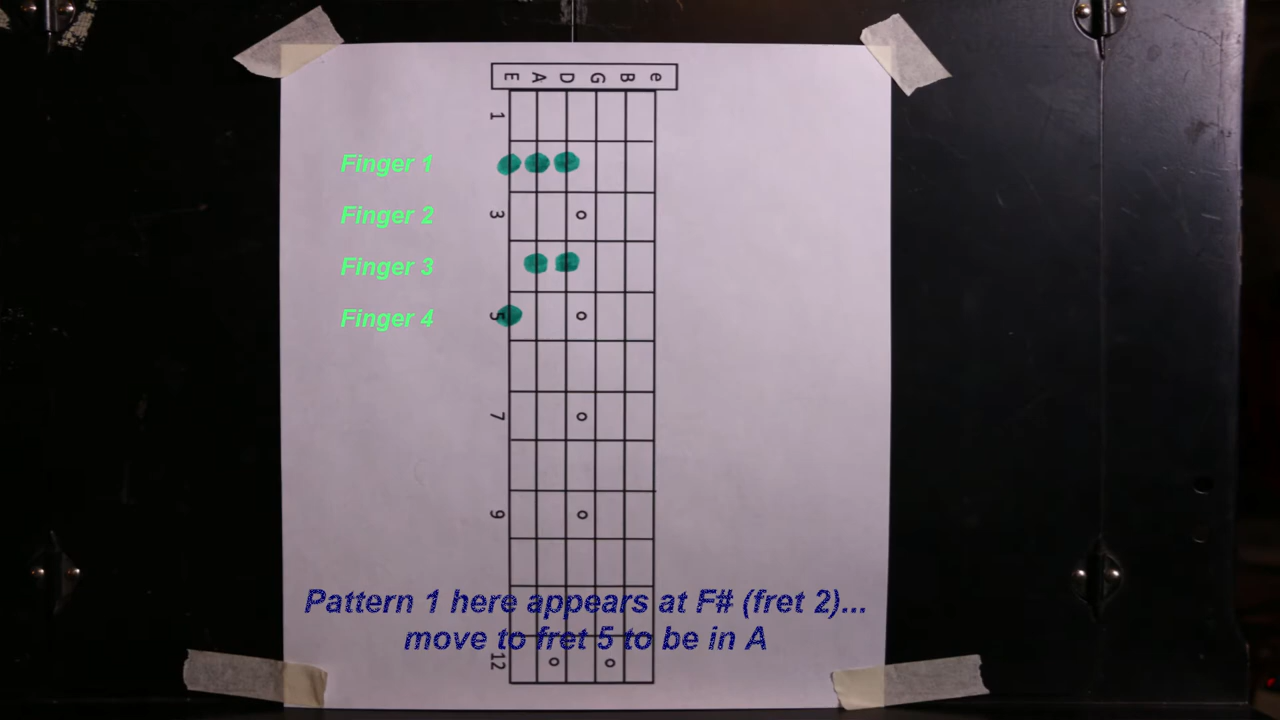 E A D G B e
1
Finger 1
Finger 2
3
Finger 3
Finger 4
5
7
9
Pattern 1 here appears at F# (fret 2)...
move to fret 5 to be in A
12